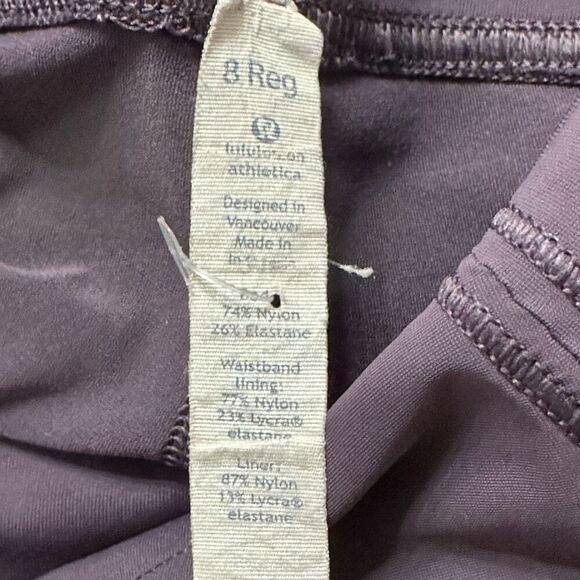 8 Reg
lululemon
athletica
Designed in
Vancouver
Made in
74% Nylon
26% Elastane
Waistband
lining:
77% Nylon
23% Lycra®
elastane
Liner:
87% Nylon
13% Lycra®
elastane